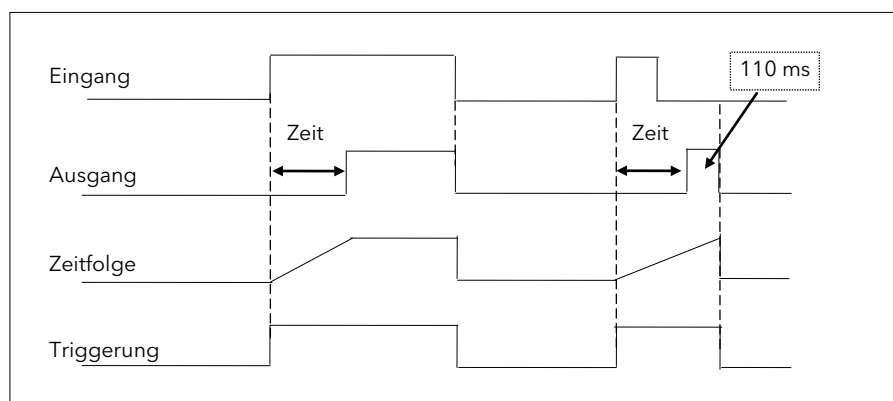 Eingang
110 ms
Zeit
Zeit
Ausgang
Zeitfolge
Triggerung